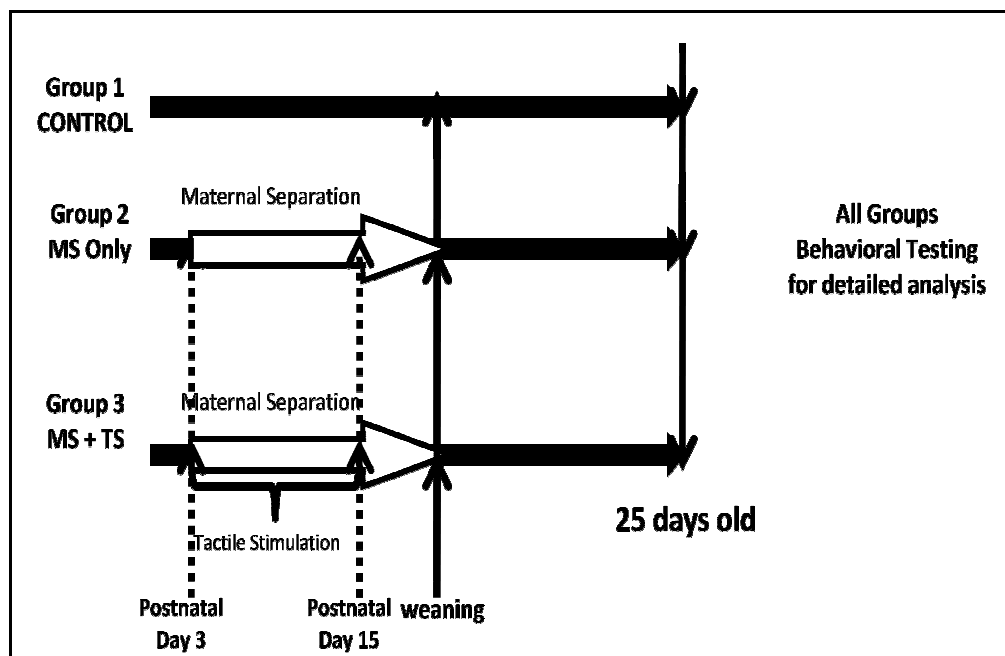 Group 1
CONTROL
Maternal Separation
Group 2
MS Only
All Groups
Behavioral Testing
for detailed analysis
Maternal Separation
Group 3
MS + TS
Tactile Stimulation
25 days old
Postnatal
Day 3
Postnatal
Day 15
weaning